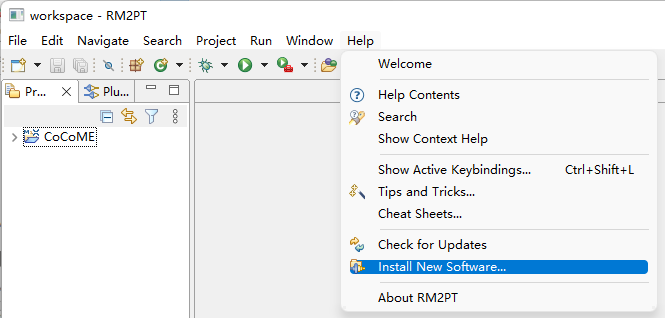 workspace - RM2PT
File Edit Navigate Search Project Run Window Help
Pr... Plu...
CoCoME
Welcome
Help Contents
Search
Show Context Help
Show Active Keybindings... Ctrl+Shift+L
Tips and Tricks...
Cheat Sheets...
Check for Updates
Install New Software...
About RM2PT